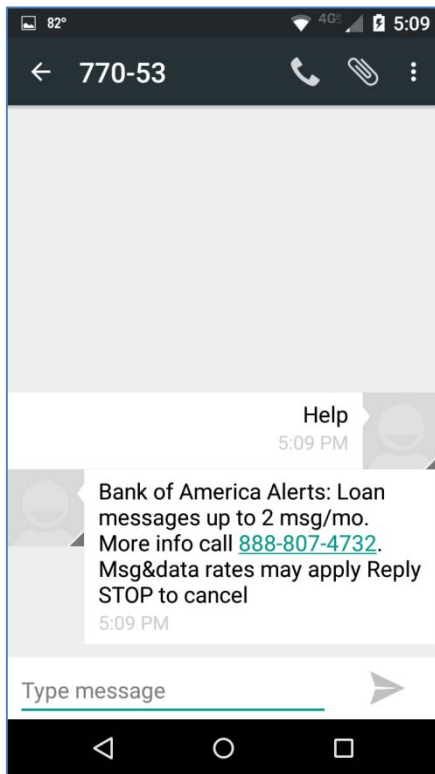 82° 4G 5:09
770-53
Help
5:09 PM
Bank of America Alerts: Loan
messages up to 2 msg/mo.
More info call 888-807-4732.
Msg&data rates may apply Reply
STOP to cancel
5:09 PM
Type message